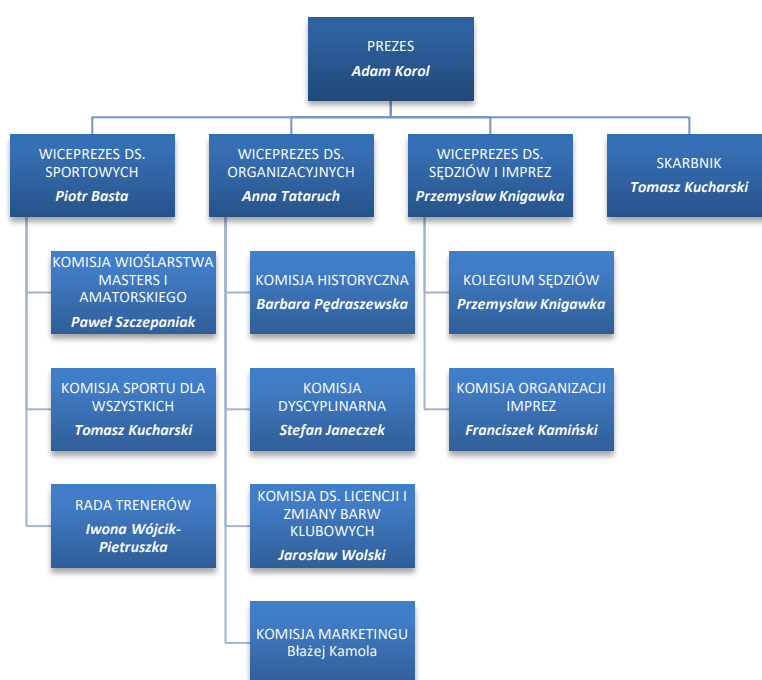 PREZES
Adam Korol
WICEPREZES DS.
SPORTOWYCH
Piotr Basta
WICEPREZES DS.
ORGANIZACYJNYCH
Anna Tataruch
WICEPREZES DS.
SĘDZIÓW I IMPREZ
Przemysław Knigawka
SKARBNIK
Tomasz Kucharski
KOMISJA WIOŚLARSTWA
MASTERS I
AMATORSKIEGO
Paweł Szczepaniak
KOMISJA SPORTU DLA
WSZYSTKICH
Tomasz Kucharski
RADA TRENERÓW
Iwona Wójcik-
Pietruszka
KOMISJA HISTORYCZNA
Barbara Pędraszewska
KOMISJA
DYSCYPLINARNA
Stefan Janeczek
KOMISJA DS. LICENCJI I
ZMIANY BARW
KLUBOWYCH
Jarosław Wolski
KOMISJA MARKETINGU
Błażej Kamola
KOLEGIUM SĘDZIÓW
Przemysław Knigawka
KOMISJA ORGANIZACJI
IMPREZ
Franciszek Kamiński